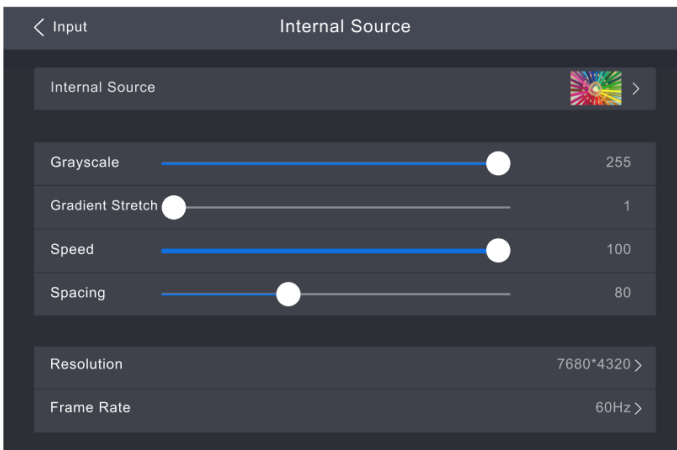 Input
Internal Source
Internal Source
Grayscale 255
Gradient Stretch 1
Speed 100
Spacing 80
Resolution 7680*4320
Frame Rate 60Hz